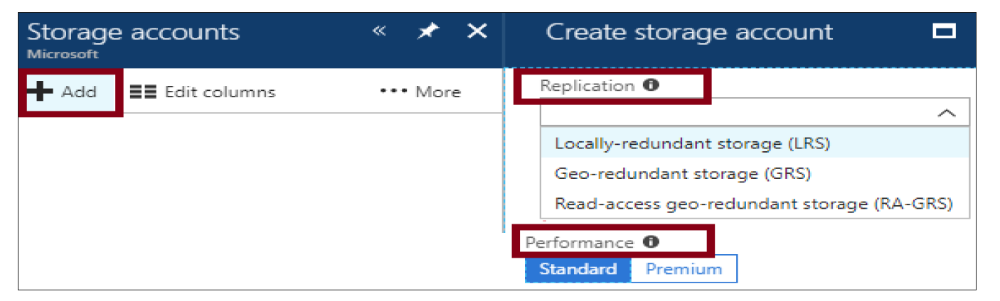 Storage accounts
Microsoft
Add
Edit columns
More
Create storage account
Replication
Locally-redundant storage (LRS)
Geo-redundant storage (GRS)
Read-access geo-redundant storage (RA-GRS)
Performance
Standard
Premium